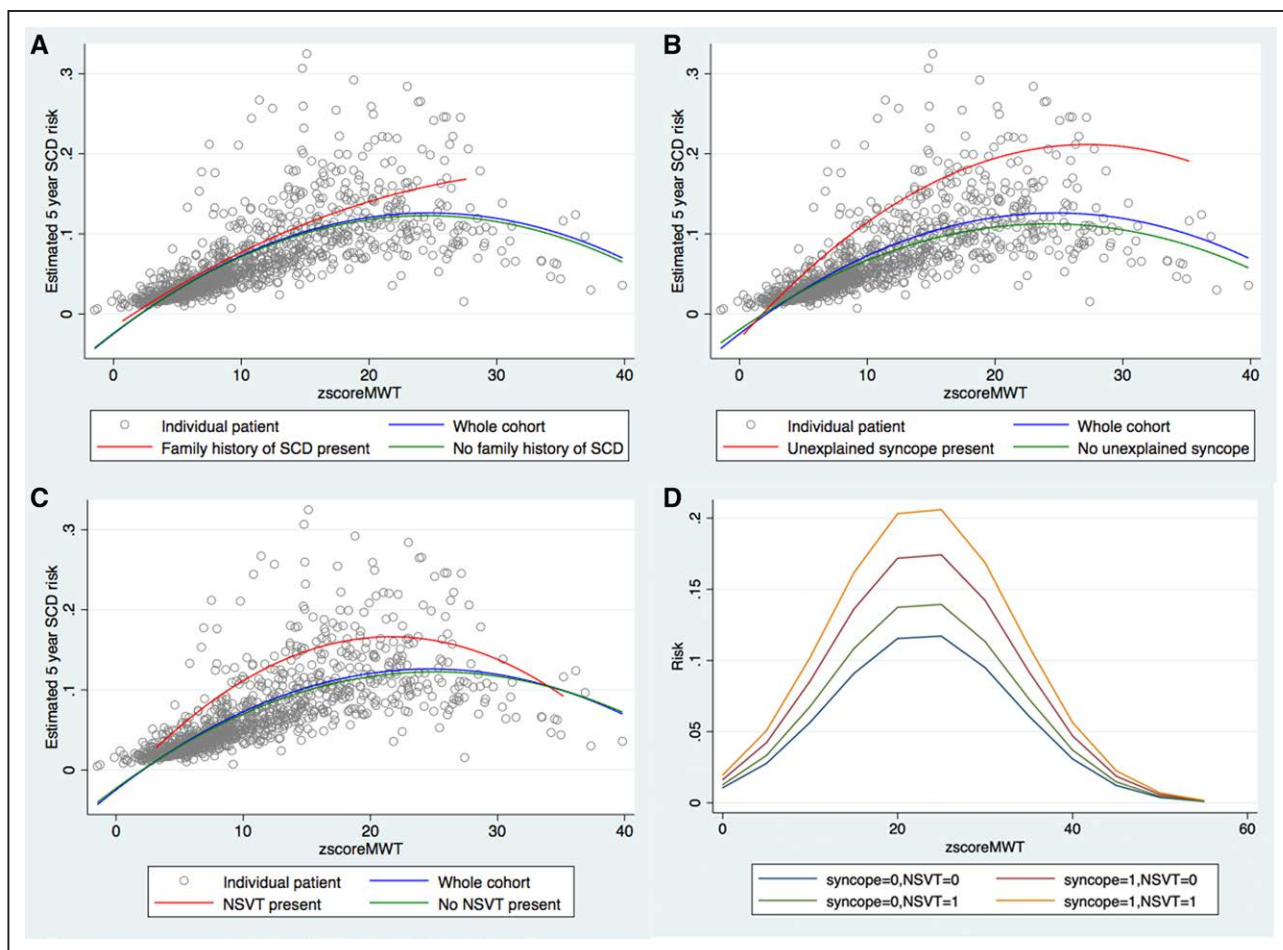 A
B
Estimated 5 year SCD risk
.3
.2
.1
0
0 10 20 30 40
zscoreMWT
Individual patient Whole cohort
Family history of SCD present No family history of SCD
Estimated 5 year SCD risk
.3
.2
.1
0
0 10 20 30 40
zscoreMWT
Individual patient Whole cohort
Unexplained syncope present No unexplained syncope
C
D
Estimated 5 year SCD risk
.3
.2
.1
0
0 10 20 30 40
zscoreMWT
Individual patient Whole cohort
NSVT present No NSVT present
Risk
.2
.15
.1
.05
0
0 20 40 60
zscoreMWT
syncope=0,NSVT=0 syncope=1,NSVT=0
syncope=0,NSVT=1 syncope=1,NSVT=1